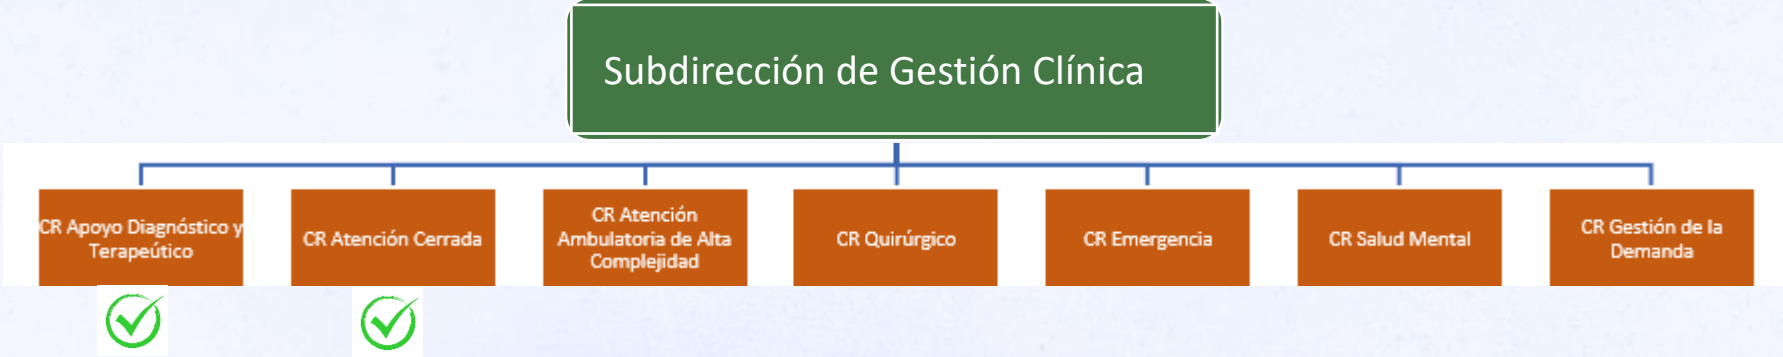 Subdirección de Gestión Clínica
CR Apoyo Diagnóstico y
Terapeútico
CR Atención Cerrada
CR Atención
Ambulatoria de Alta
Complejidad
CR Quirúrgico
CR Emergencia
CR Salud Mental
CR Gestión de la
Demanda